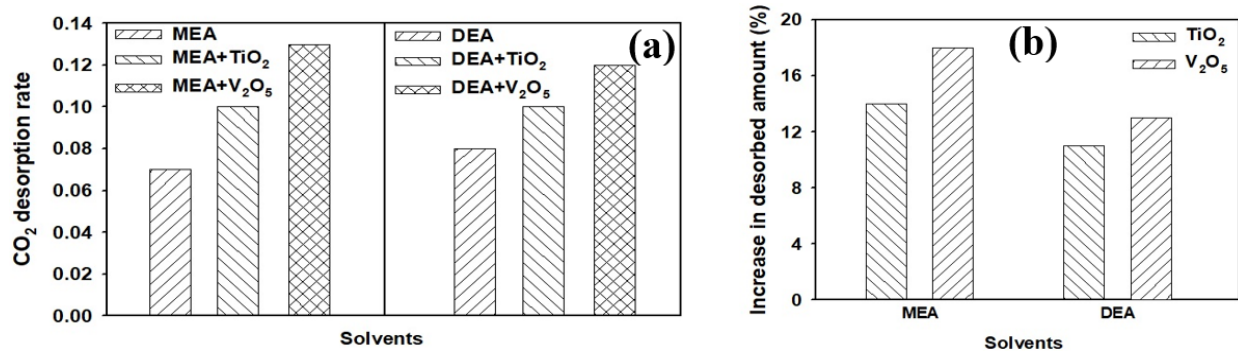 CO₂ desorption rate
0.14
0.12
0.10
0.08
0.06
0.04
0.02
0.00
MEA
MEA+TiO₂
MEA+V₂O₅
DEA
DEA+TiO₂
DEA+V₂O₅
(a)
Solvents
Increase in desorbed amount (%)
20
16
12
8
4
0
(b)
TiO₂
V₂O₅
MEA
DEA
Solvents